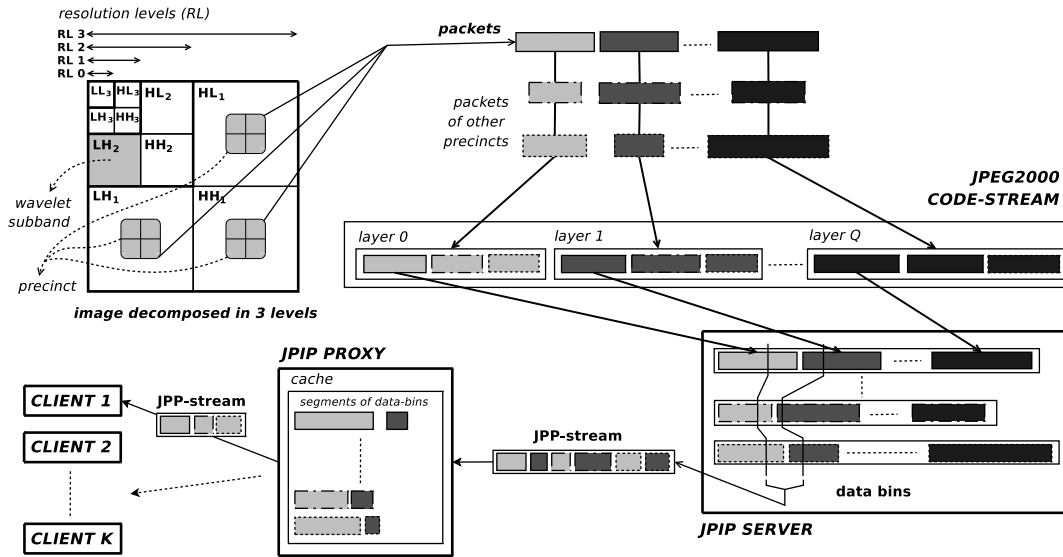 resolution levels (RL)
RL 3
RL 2
RL 1
RL 0
LL3 HL3 HL2 HL1
LH3 HH3
LH2 HH2
LH1 HH1
wavelet
subband
precinct
image decomposed in 3 levels
packets
packets
of other
precincts
JPEG2000
CODE-STREAM
layer 0
layer 1
layer Q
JPIP PROXY
cache
segments of data-bins
CLIENT 1
CLIENT 2
CLIENT K
JPP-stream
JPP-stream
data bins
JPIP SERVER